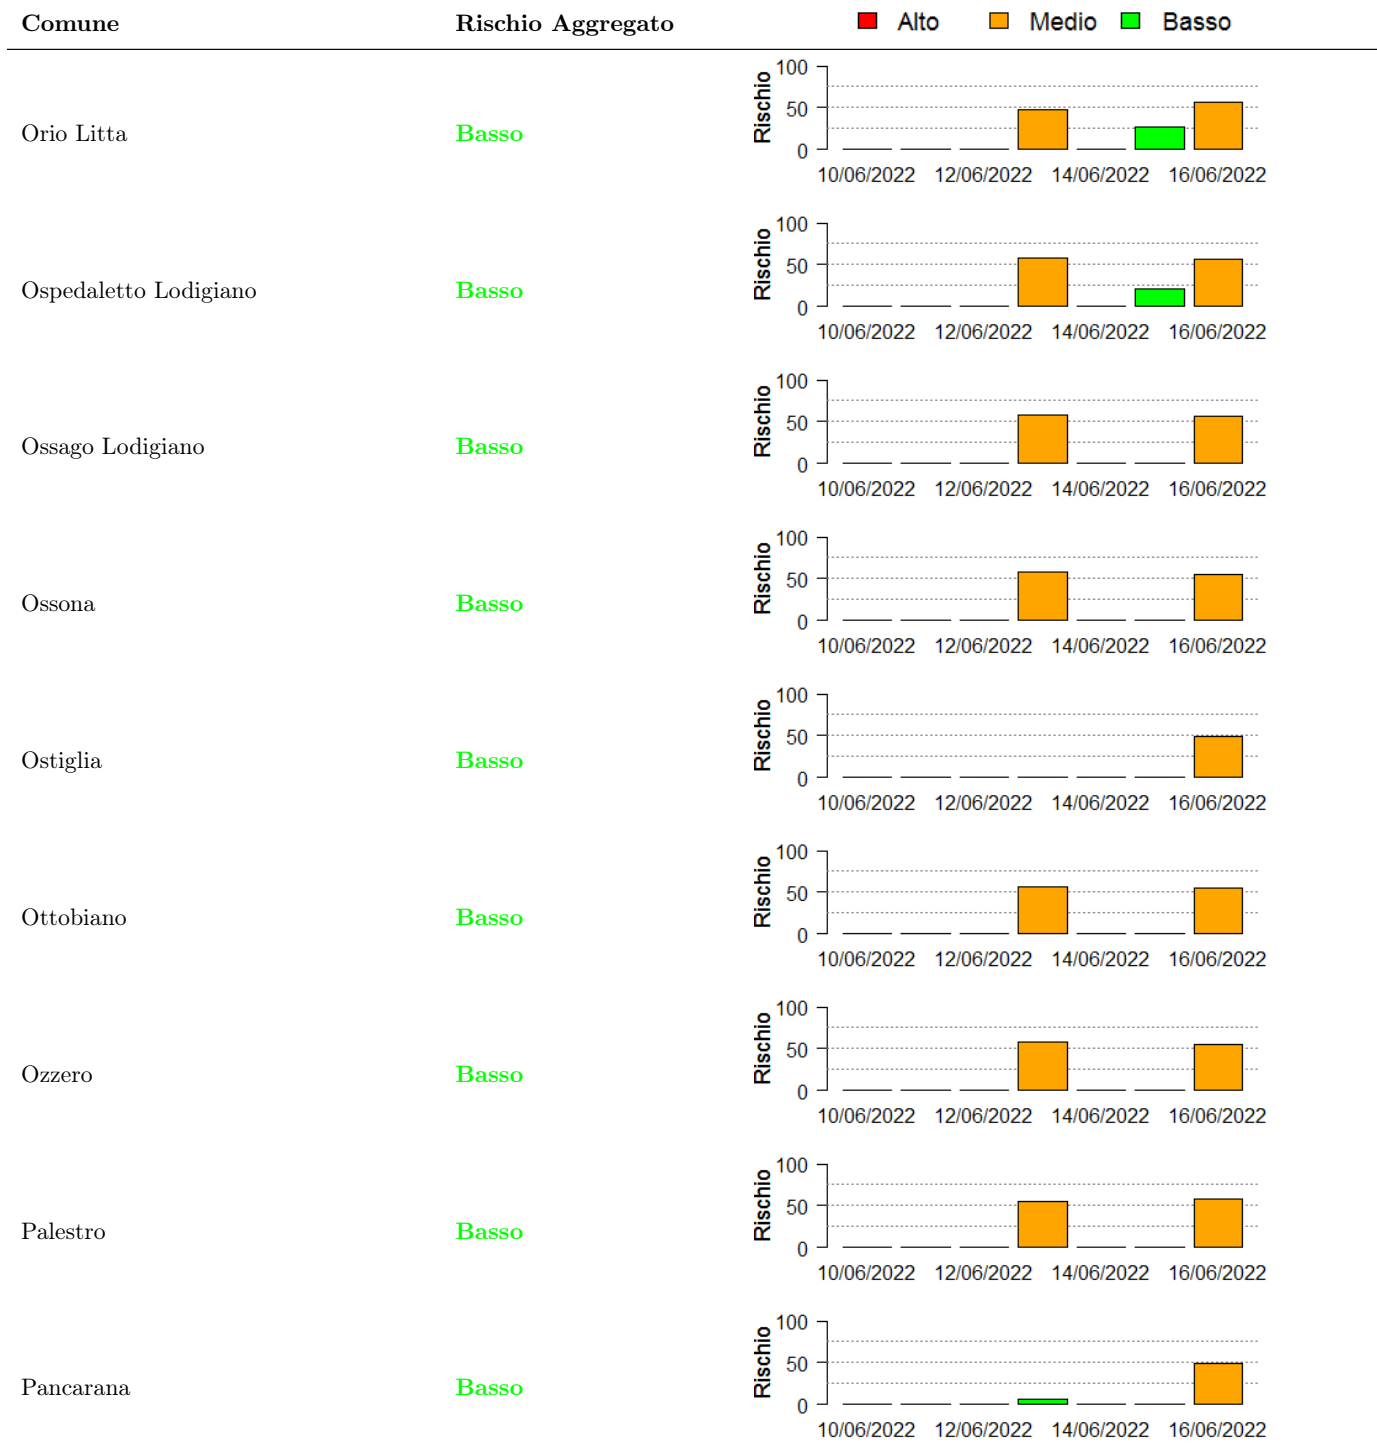 Comune Rischio Aggregato Alto Medio Basso
100
50
0
Rischio
Orio Litta Basso
10/06/2022 12/06/2022 14/06/2022 16/06/2022
100
50
0
Rischio
Ospedaletto Lodigiano Basso
10/06/2022 12/06/2022 14/06/2022 16/06/2022
100
50
0
Rischio
Ossago Lodigiano Basso
10/06/2022 12/06/2022 14/06/2022 16/06/2022
100
50
0
Rischio
Ossona Basso
10/06/2022 12/06/2022 14/06/2022 16/06/2022
100
50
0
Rischio
Ostiglia Basso
10/06/2022 12/06/2022 14/06/2022 16/06/2022
100
50
0
Rischio
Ottobiano Basso
10/06/2022 12/06/2022 14/06/2022 16/06/2022
100
50
0
Rischio
Ozzero Basso
10/06/2022 12/06/2022 14/06/2022 16/06/2022
100
50
0
Rischio
Palestro Basso
10/06/2022 12/06/2022 14/06/2022 16/06/2022
100
50
0
Rischio
Pancarana Basso
10/06/2022 12/06/2022 14/06/2022 16/06/2022